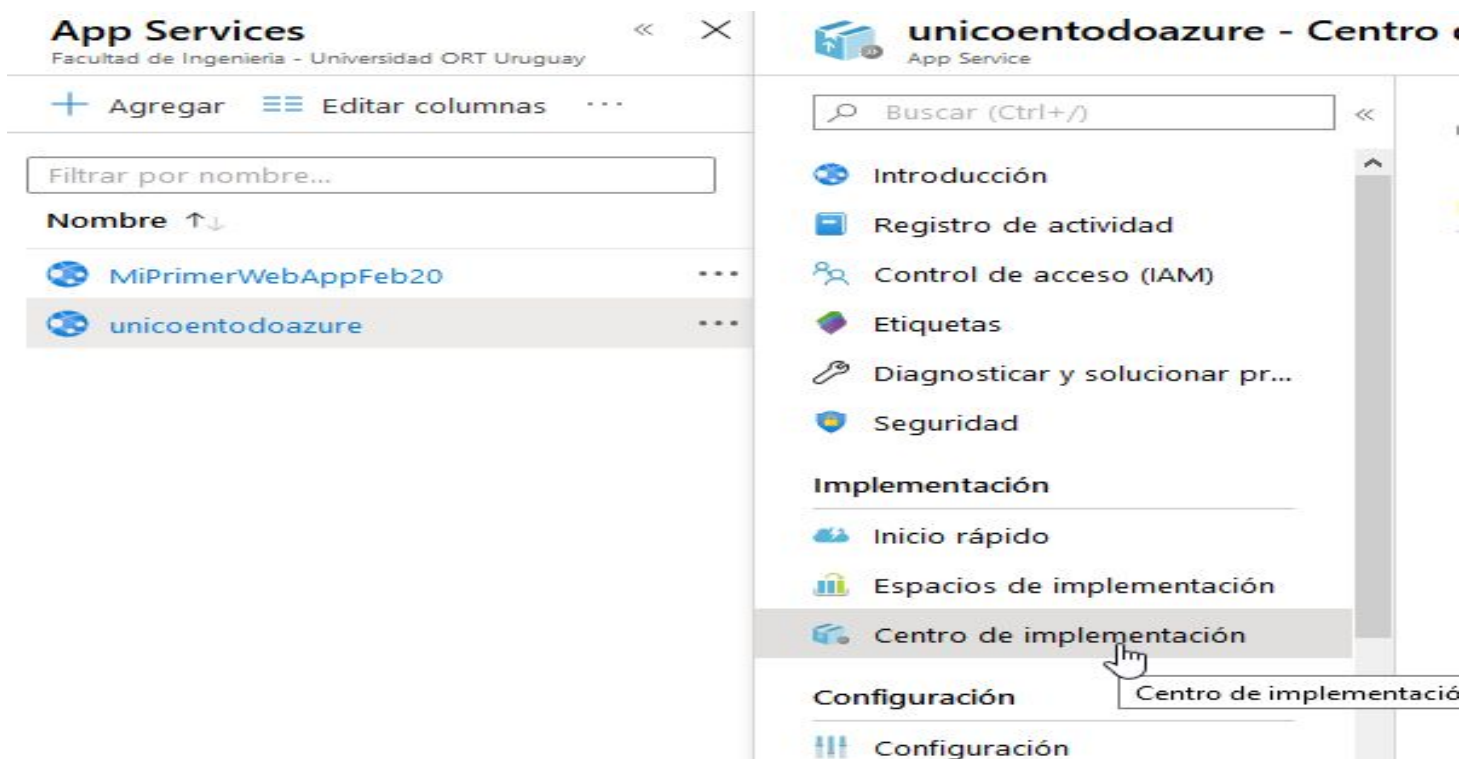 App Services
Facultad de Ingenieria - Universidad ORT Uruguay
Agregar
Editar columnas
Filtrar por nombre...
Nombre
MiPrimerWebAppFeb20
unicoentodoazure
unicoentodoazure - Centro
App Service
Buscar (Ctrl+/)
Introducción
Registro de actividad
Control de acceso (IAM)
Etiquetas
Diagnosticar y solucionar pr...
Seguridad
Implementación
Inicio rápido
Espacios de implementación
Centro de implementación
Centro de implementació
Configuración
Configuración